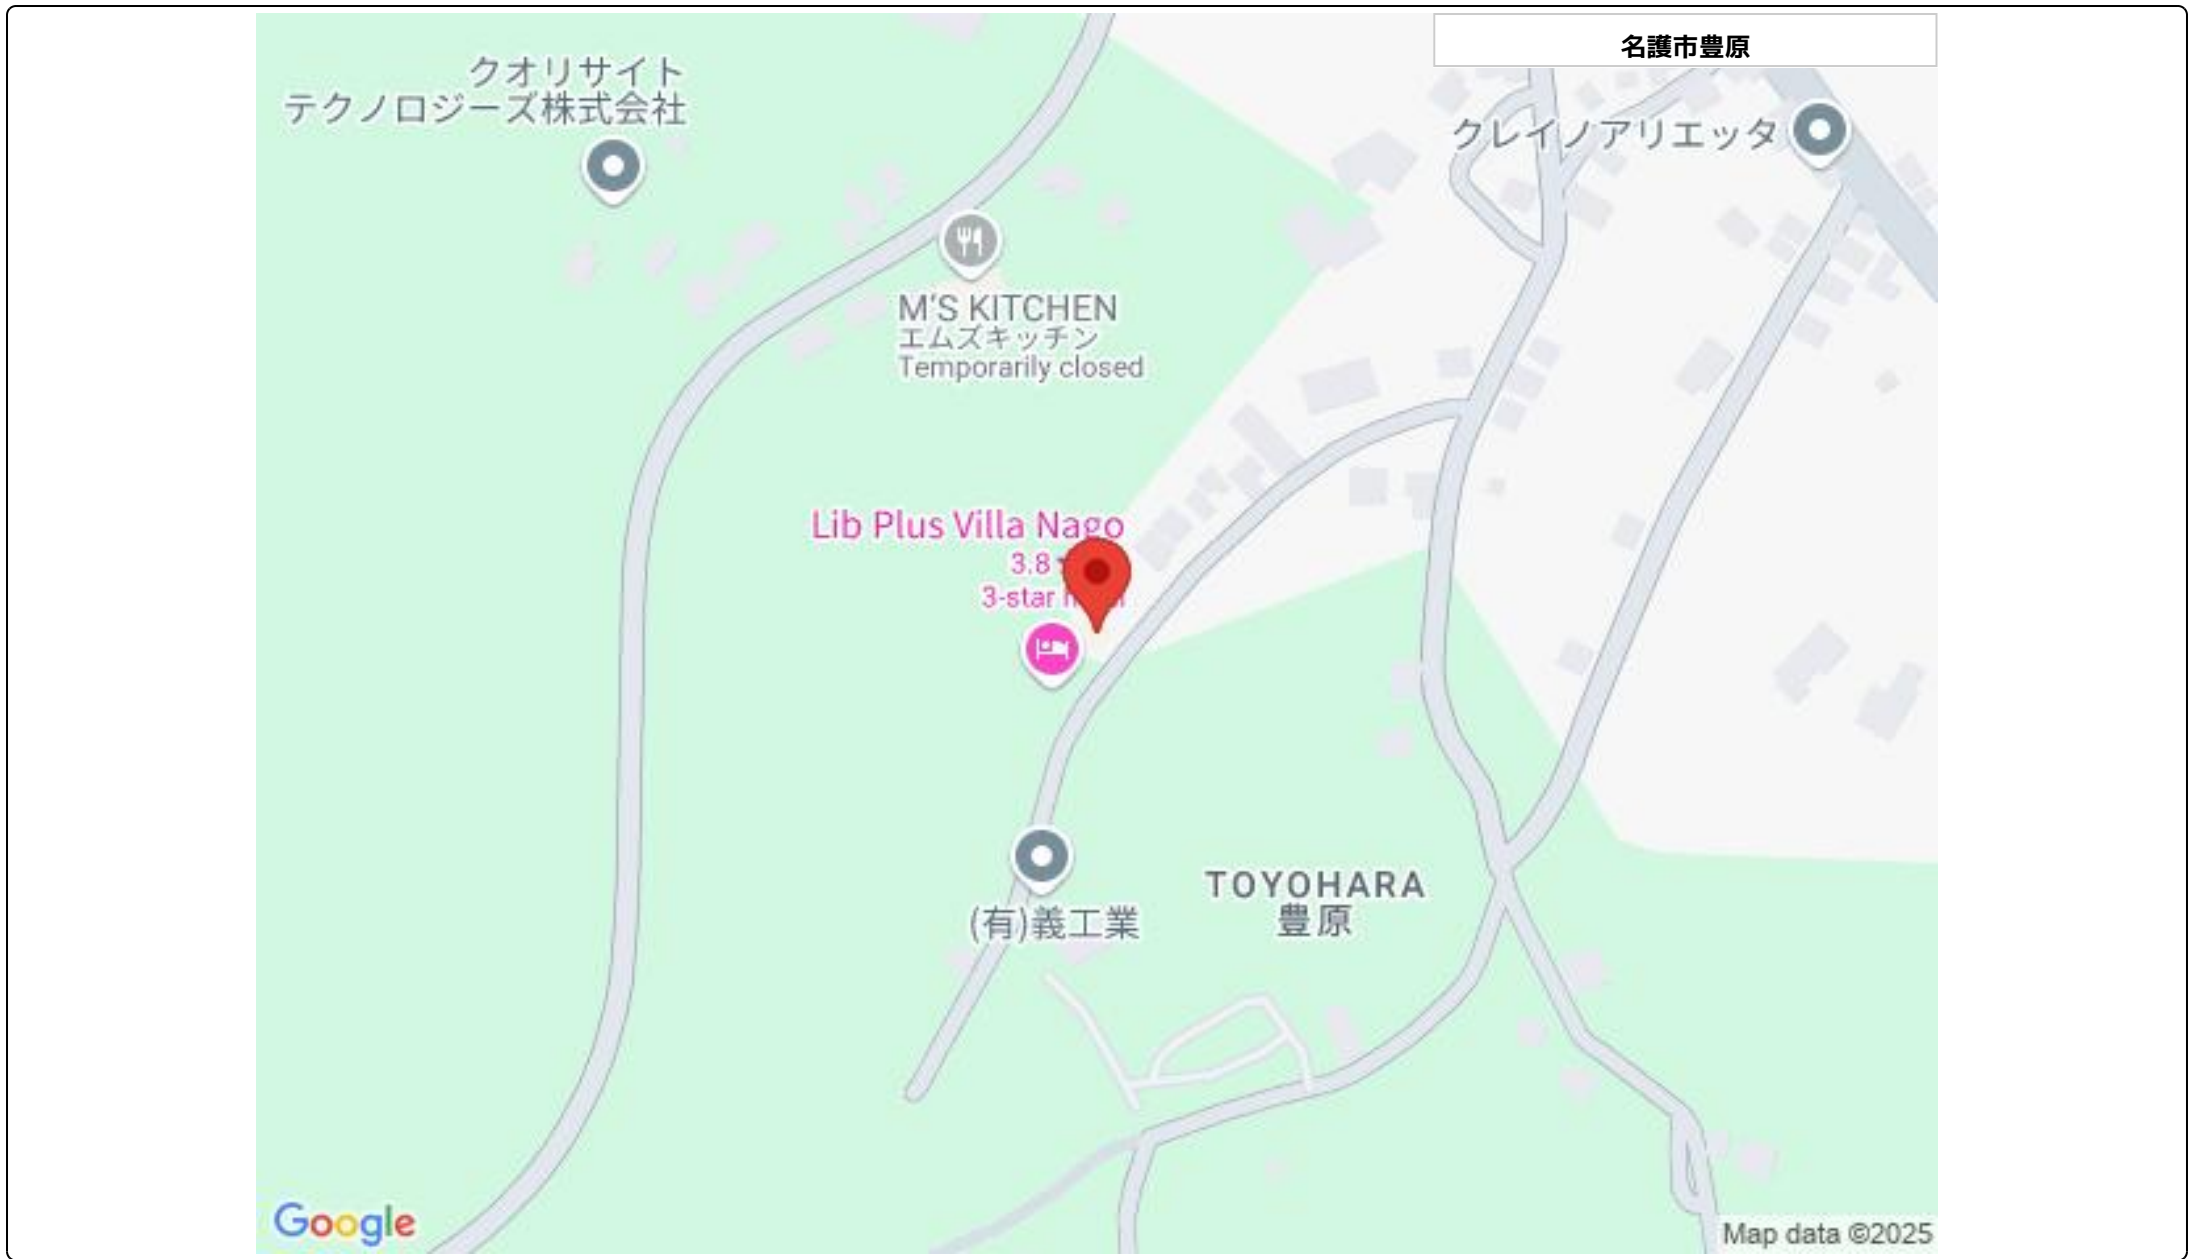 名護市豊原
クオリサイト
テクノロジーズ株式会社
クレイノアリエッタ
M'S KITCHEN
エムズキッチン
Temporarily closed
Lib Plus Villa Nago
3.8
3-star
(有)義工業
TOYOHARA
豊原
Google
Map data ©2025